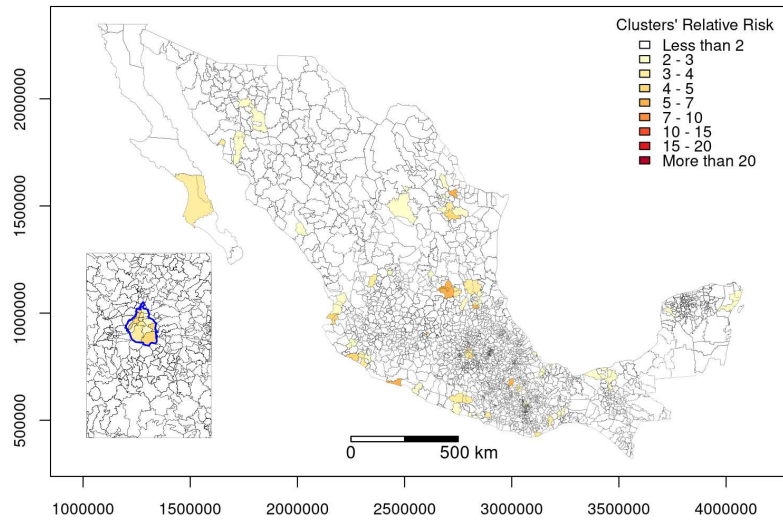 Clusters' Relative Risk
Less than 2
2 - 3
3 - 4
4 - 5
5 - 7
7 - 10
10 - 15
15 - 20
More than 20
2000000
1500000
1000000
500000
0 500 km
1000000 1500000 2000000 2500000 3000000 3500000 4000000